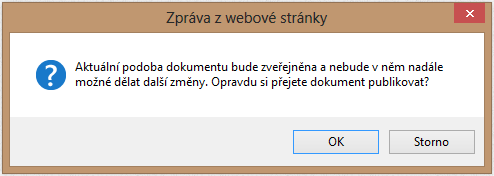 Zpráva z webové stránky
Aktuální podoba dokumentu bude zveřejněna a nebude v něm nadále
možné dělat další změny. Opravdu si přejete dokument publikovat?
OK
Storno